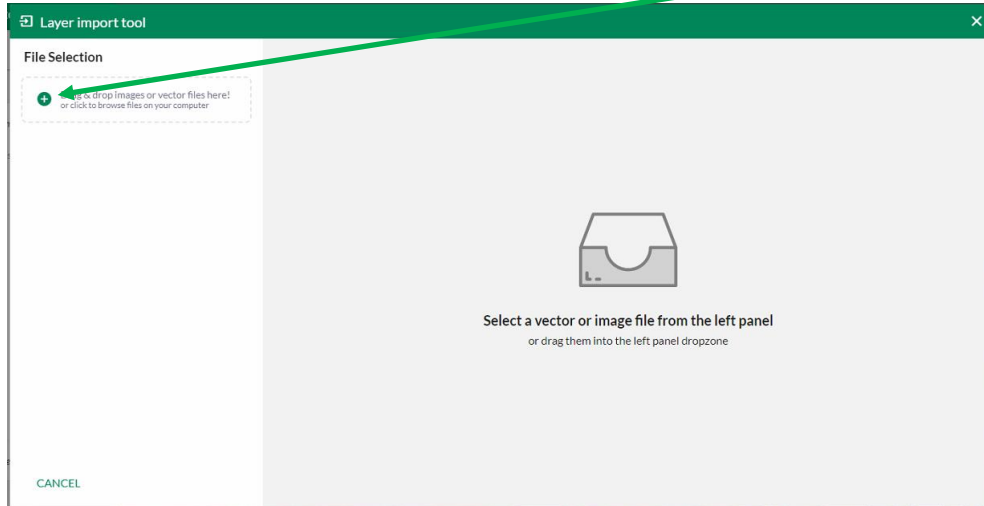 Layer import tool
File Selection
& drop images or vector files here!
or click to browse files on your computer
Select a vector or image file from the left panel
or drag them into the left panel dropzone
CANCEL